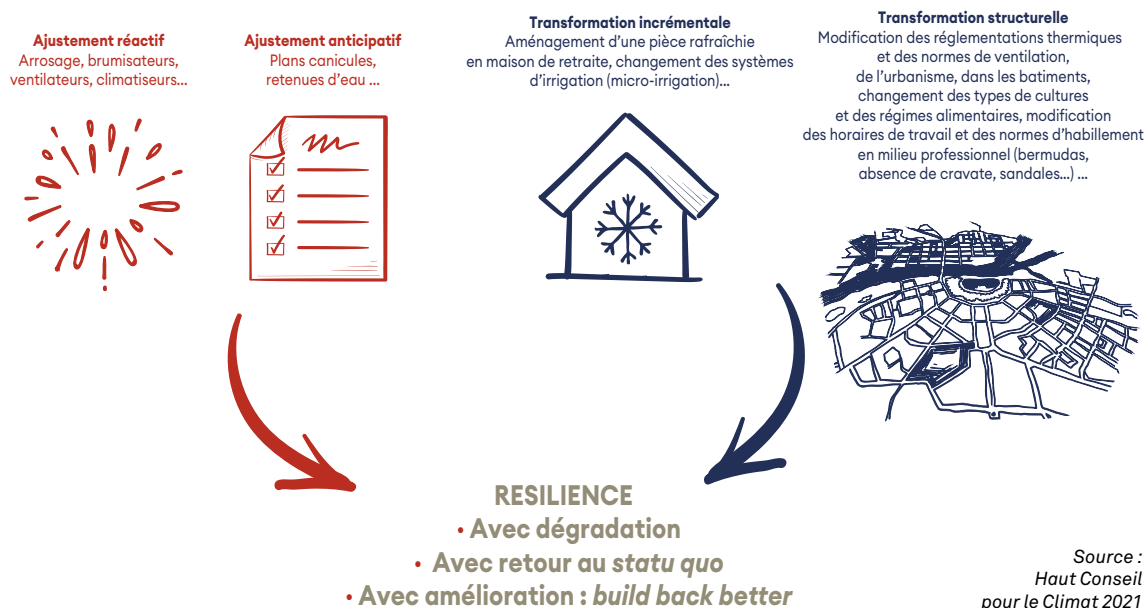 Ajustement réactif
Arrosage, brumisateurs,
ventilateurs, climatiseurs...
Ajustement anticipatif
Plans canicules,
retenues d'eau ...
Transformation incrémentale
Aménagement d'une pièce rafraîchie
en maison de retraite, changement des systèmes
d'irrigation (micro-irrigation)...
Transformation structurelle
Modification des réglementations thermiques
et des normes de ventilation,
de l'urbanisme, dans les batiments,
changement des types de cultures
et des régimes alimentaires, modification
des horaires de travail et des normes d'habillement
en milieu professionnel (bermudas,
absence de cravate, sandales...) ...
RESILIENCE
• Avec dégradation
• Avec retour au statu quo
• Avec amélioration : build back better
Source :
Haut Conseil
pour le Climat 2021